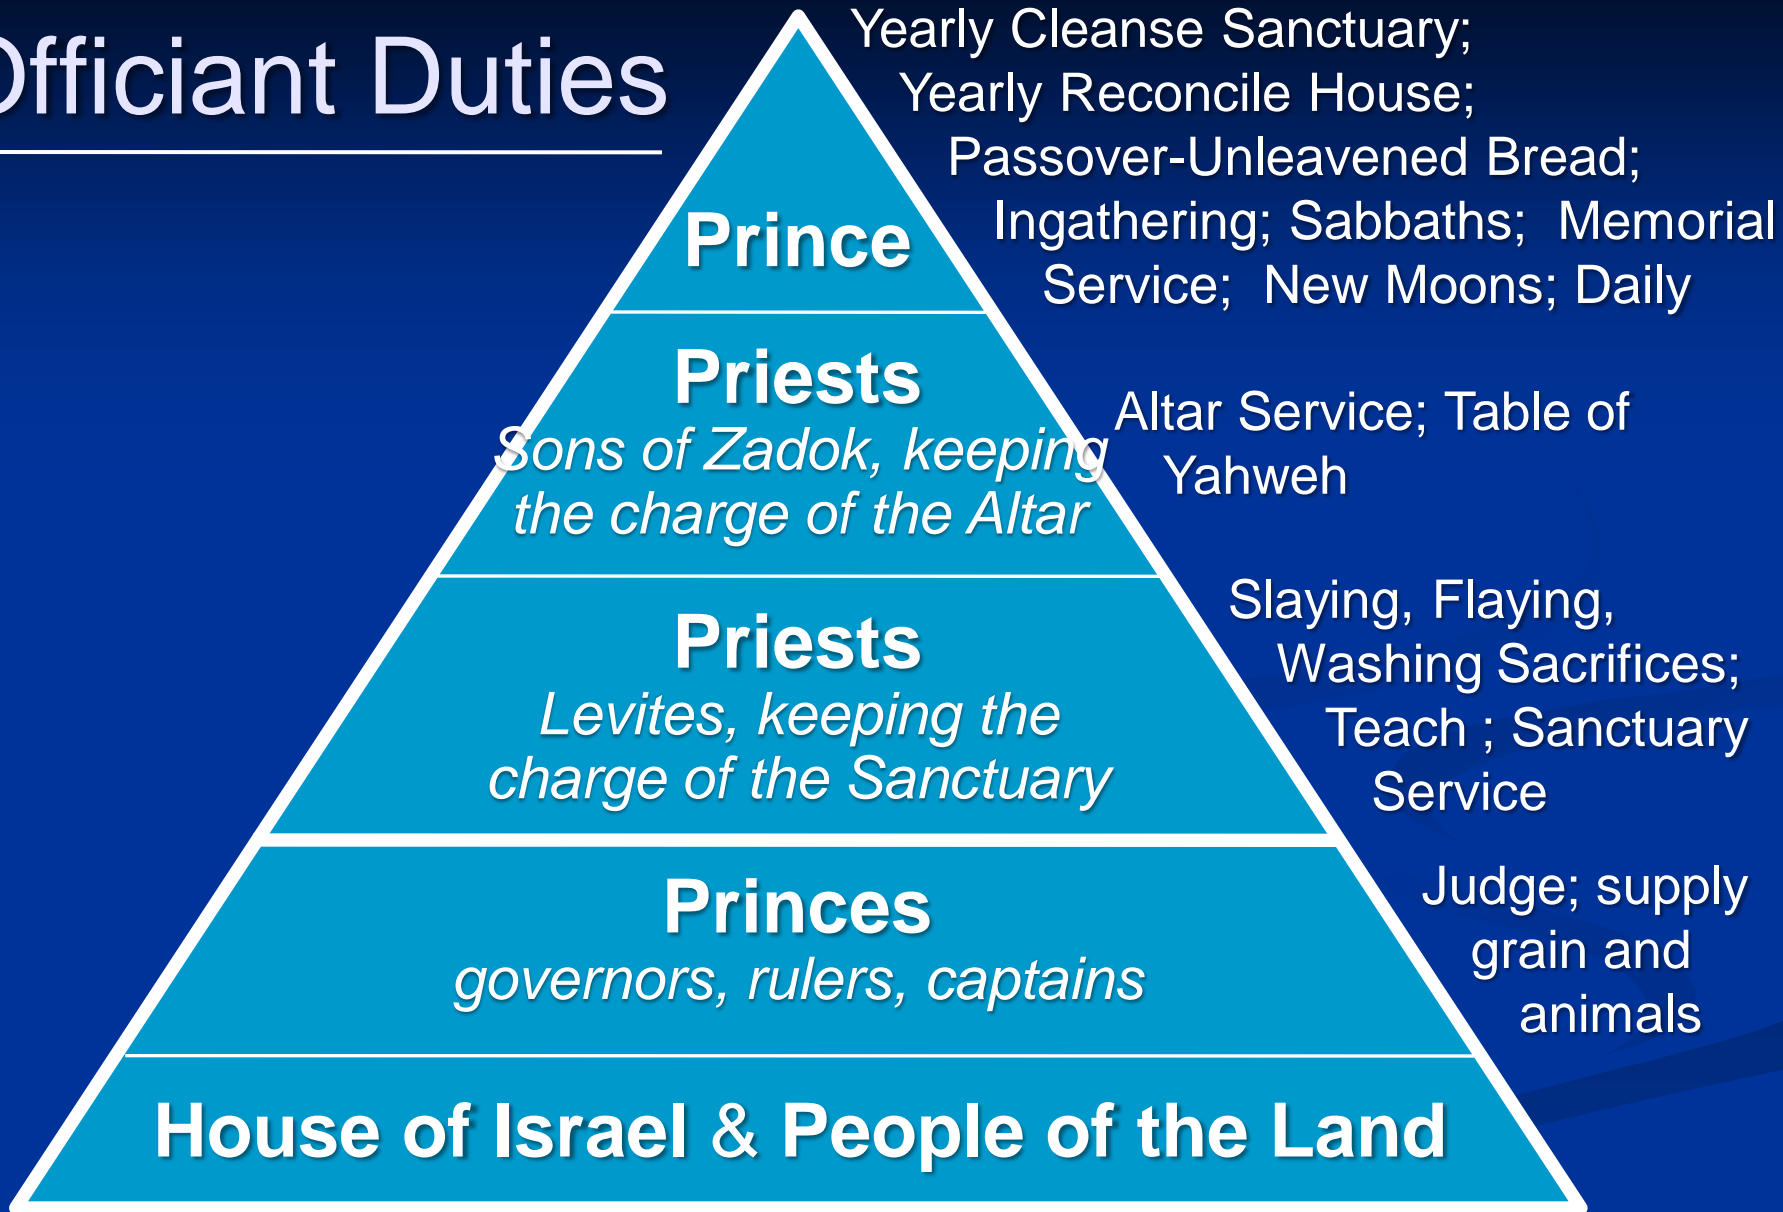 Officiant Duties
Yearly Cleanse Sanctuary;
Yearly Reconcile House;
Passover-Unleavened Bread;
Ingathering; Sabbaths; Memorial
Service; New Moons; Daily
Prince
Priests
Sons of Zadok, keeping
the charge of the Altar
Altar Service; Table of
Yahweh
Priests
Levites, keeping the
charge of the Sanctuary
Slaying, Flaying,
Washing Sacrifices;
Teach ; Sanctuary
Service
Princes
governors, rulers, captains
Judge; supply
grain and
animals
House of Israel & People of the Land